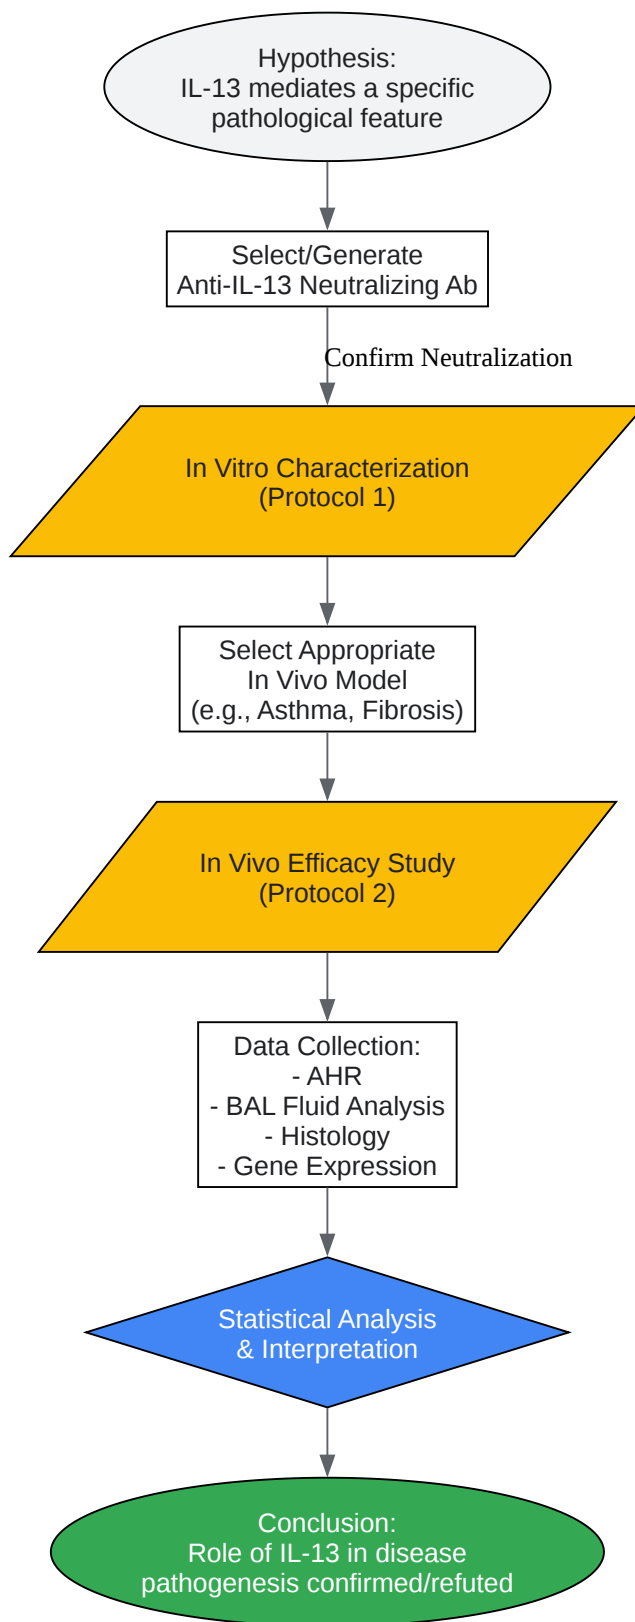 Hypothesis:
IL-13 mediates a specific
pathological feature
Select/Generate
Anti-IL-13 Neutralizing Ab
Confirm Neutralization
In Vitro Characterization
(Protocol 1)
Select Appropriate
In Vivo Model
(e.g., Asthma, Fibrosis)
In Vivo Efficacy Study
(Protocol 2)
Data Collection:
- AHR
- BAL Fluid Analysis
- Histology
- Gene Expression
Statistical Analysis
& Interpretation
Conclusion:
Role of IL-13 in disease
pathogenesis confirmed/refuted